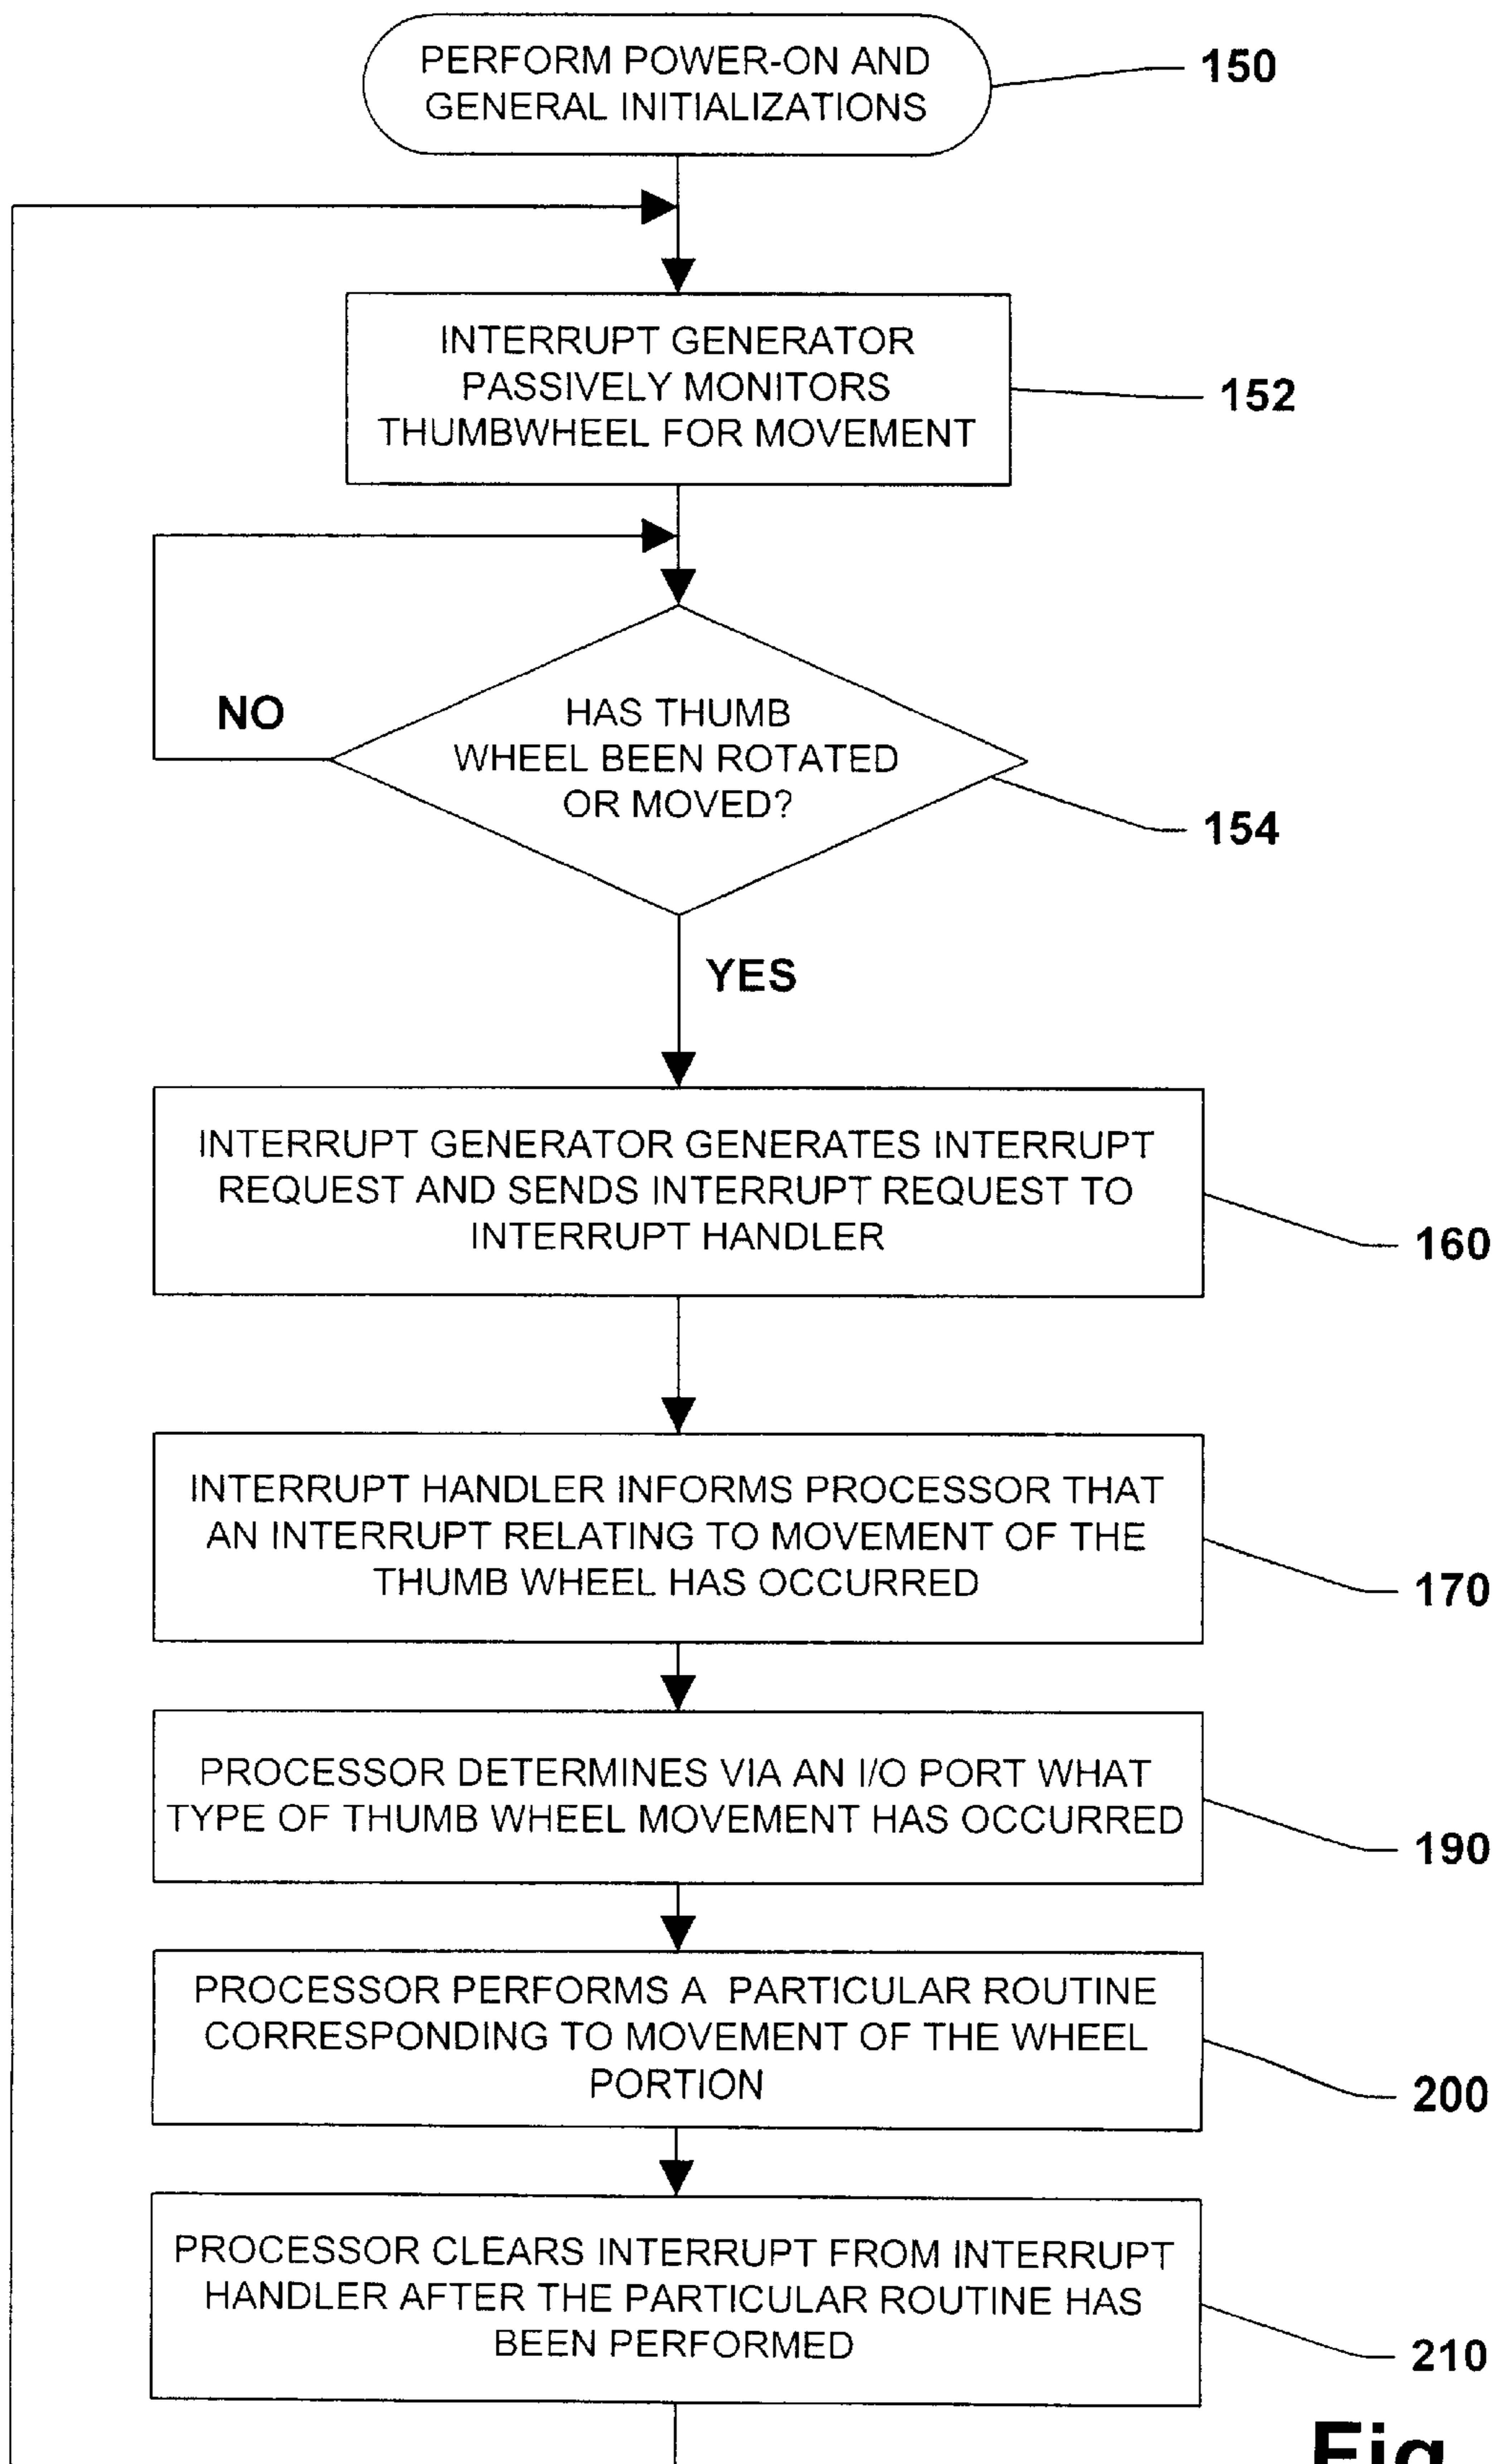 PERFORM POWER-ON AND
GENERAL INITIALIZATIONS
150
INTERRUPT GENERATOR
PASSIVELY MONITORS
THUMBWHEEL FOR MOVEMENT
152
NO
HAS THUMB
WHEEL BEEN ROTATED
OR MOVED?
154
YES
INTERRUPT GENERATOR GENERATES INTERRUPT
REQUEST AND SENDS INTERRUPT REQUEST TO
INTERRUPT HANDLER
160
INTERRUPT HANDLER INFORMS PROCESSOR THAT
AN INTERRUPT RELATING TO MOVEMENT OF THE
THUMB WHEEL HAS OCCURRED
170
PROCESSOR DETERMINES VIA AN I/O PORT WHAT
TYPE OF THUMB WHEEL MOVEMENT HAS OCCURRED
190
PROCESSOR PERFORMS A PARTICULAR ROUTINE
CORRESPONDING TO MOVEMENT OF THE WHEEL
PORTION
200
PROCESSOR CLEARS INTERRUPT FROM INTERRUPT
HANDLER AFTER THE PARTICULAR ROUTINE HAS
BEEN PERFORMED
210
Fig